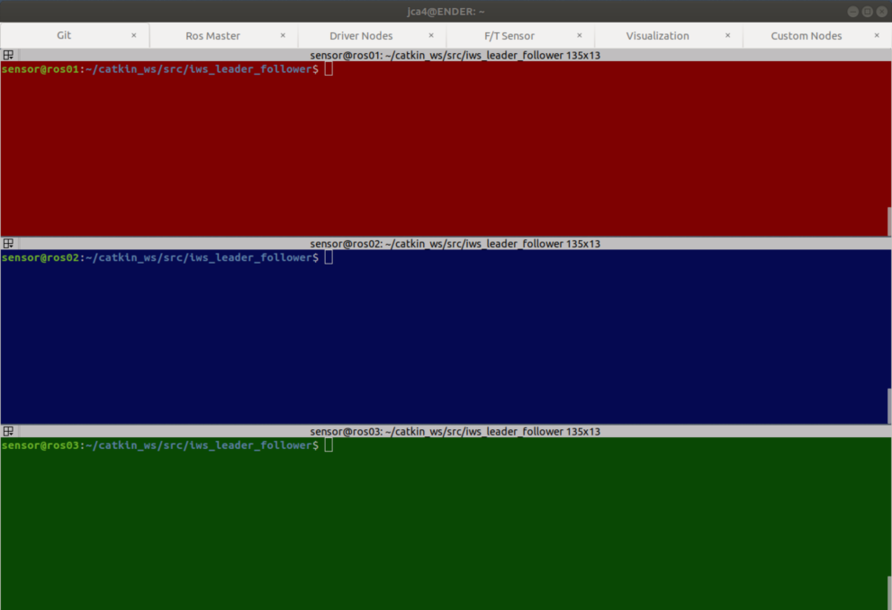 jca4@ENDER: ~
Git × Ros Master × Driver Nodes × F/T Sensor × Visualization × Custom Nodes ×
sensor@ros01: ~/catkin_ws/src/iws_leader_follower 135x13
sensor@ros01:~/catkin_ws/src/iws_leader_follower$
sensor@ros02: ~/catkin_ws/src/iws_leader_follower 135x13
sensor@ros02:~/catkin_ws/src/iws_leader_follower$
sensor@ros03: ~/catkin_ws/src/iws_leader_follower 135x13
sensor@ros03:~/catkin_ws/src/iws_leader_follower$